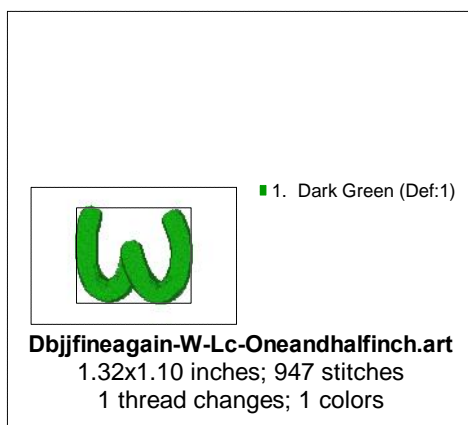 1. Dark Green (Def:1)
W
Dbjjfineagain-W-Lc-Oneandhalfinch.art
1.32x1.10 inches; 947 stitches
1 thread changes; 1 colors